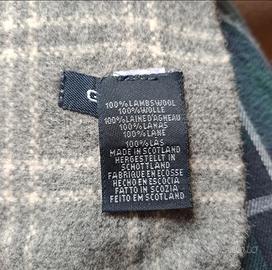 G
100%LAMBSWOOL
100%WOLLE
100%LAINE D'AGNEAU
100%LANAS
100%LANE
100%LÃS
MADE IN SCOTLAND
HERGESTELLT IN
SCHOTTLAND
FABRIQUE EN ECOSSE
HECHO EN ESCOCIA
FATTO IN SCOZIA
FEITO EM SCOTLAND